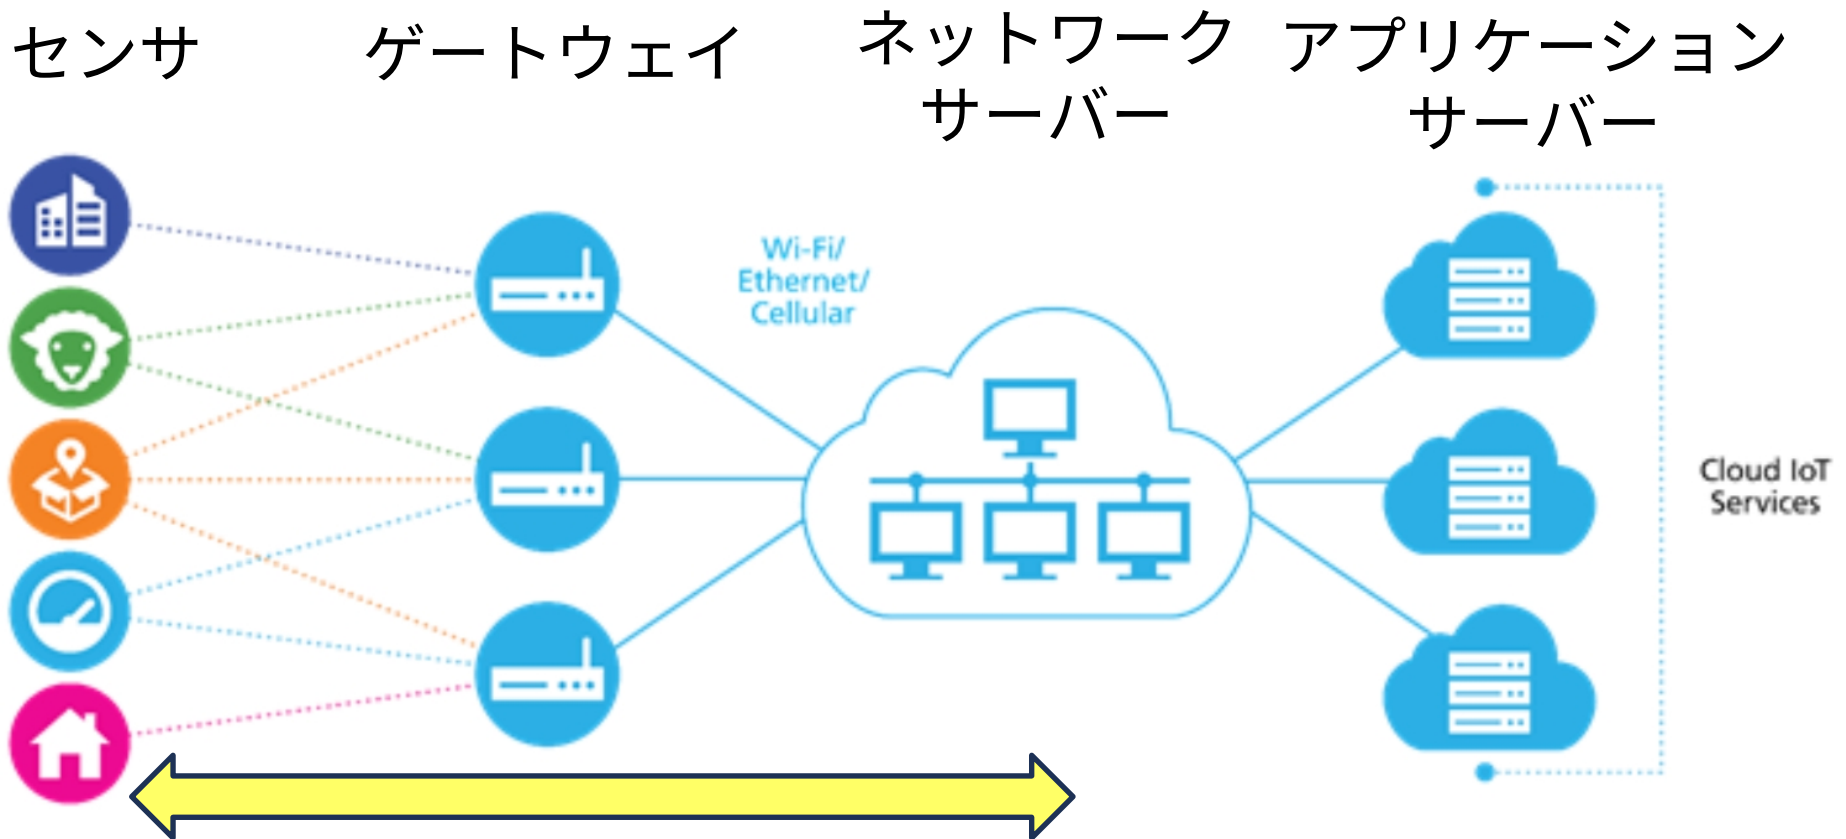 センサ
ゲートウェイ
ネットワーク
サーバー
アプリケーション
サーバー
Wi-Fi/
Ethernet/
Cellular
Cloud IoT
Services